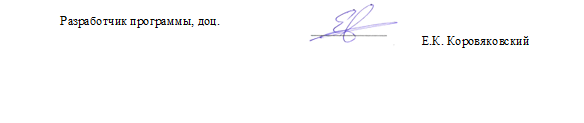 Разработчик программы, доц.
Е.К. Коровяковский